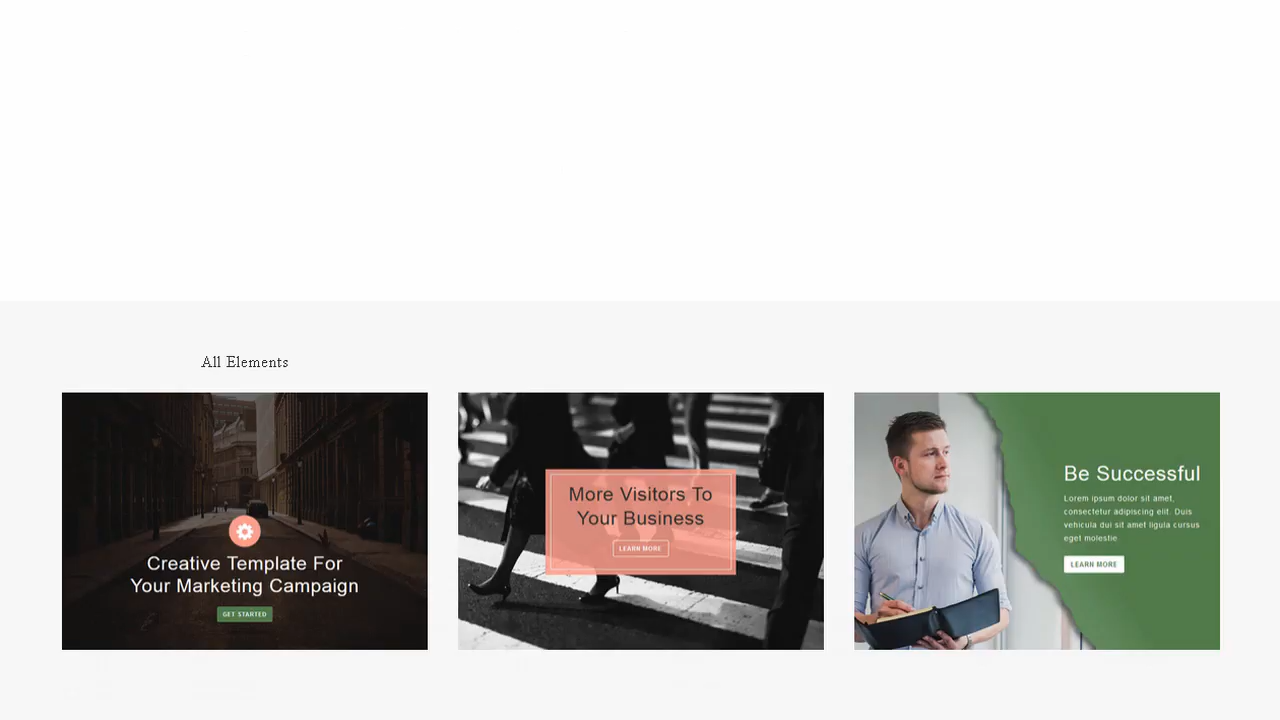 All Elements
Creative Template For
Your Marketing Campaign
GET STARTED
More Visitors To
Your Business
LEARN MORE
Be Successful
Lorem ipsum dolor sit amet,
consectetur adipiscing elit. Duis
vehicula dui sit amet ligula cursus
eget molestie
LEARN MORE